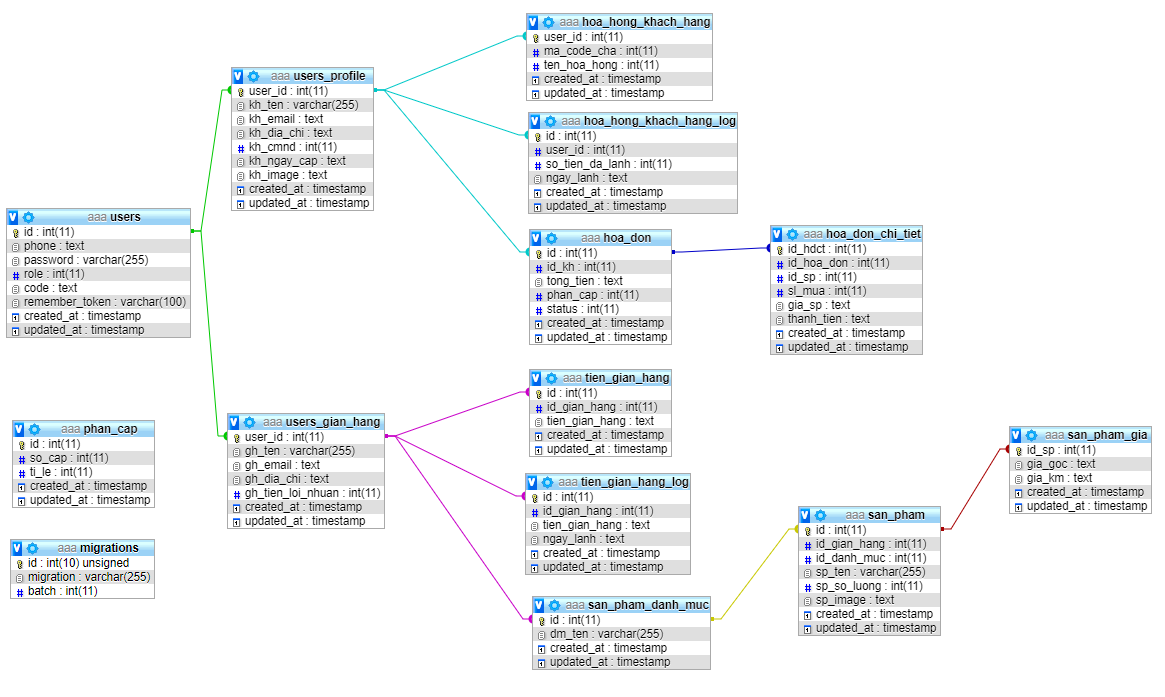 aaa users
id : int(11)
phone : text
password : varchar(255)
role : int(11)
code : text
remember_token : varchar(100)
created_at : timestamp
updated_at : timestamp
aaa phan_cap
id : int(11)
so_cap : int(11)
ti_le : int(11)
created_at : timestamp
updated_at : timestamp
aaa migrations
id : int(10) unsigned
migration : varchar(255)
batch : int(11)
aaa users_profile
user_id : int(11)
kh_ten : varchar(255)
kh_email : text
kh_dia_chi : text
kh_cmnd : int(11)
kh_ngay_cap : text
kh_image : text
created_at : timestamp
updated_at : timestamp
aaa users_gian_hang
user_id : int(11)
gh_ten : varchar(255)
gh_email : text
gh_dia_chi : text
gh_tien_loi_nhuan : int(11)
created_at : timestamp
updated_at : timestamp
aaa hoa_hong_khach_hang
user_id : int(11)
ma_code_cha : int(11)
ten_hoa_hong : int(11)
created_at : timestamp
updated_at : timestamp
aaa hoa_hong_khach_hang_log
id : int(11)
user_id : int(11)
so_tien_da_lanh : int(11)
ngay_lanh : text
created_at : timestamp
updated_at : timestamp
aaa hoa_don
id : int(11)
id_kh : int(11)
tong_tien : text
phan_cap : int(11)
status : int(11)
created_at : timestamp
updated_at : timestamp
aaa tien_gian_hang
id : int(11)
id_gian_hang : int(11)
tien_gian_hang : text
created_at : timestamp
updated_at : timestamp
aaa tien_gian_hang_log
id : int(11)
id_gian_hang : int(11)
tien_gian_hang : text
ngay_lanh : text
created_at : timestamp
updated_at : timestamp
aaa san_pham_danh_muc
id : int(11)
dm_ten : varchar(255)
created_at : timestamp
updated_at : timestamp
aaa hoa_don_chi_tiet
id_hdct : int(11)
id_hoa_don : int(11)
id_sp : int(11)
sl_mua : int(11)
gia_sp : text
thanh_tien : text
created_at : timestamp
updated_at : timestamp
aaa san_pham
id : int(11)
id_gian_hang : int(11)
id_danh_muc : int(11)
sp_ten : varchar(255)
sp_so_luong : int(11)
sp_image : text
created_at : timestamp
updated_at : timestamp
aaa san_pham_gia
id_sp : int(11)
gia_goc : text
gia_km : text
created_at : timestamp
updated_at : timestamp